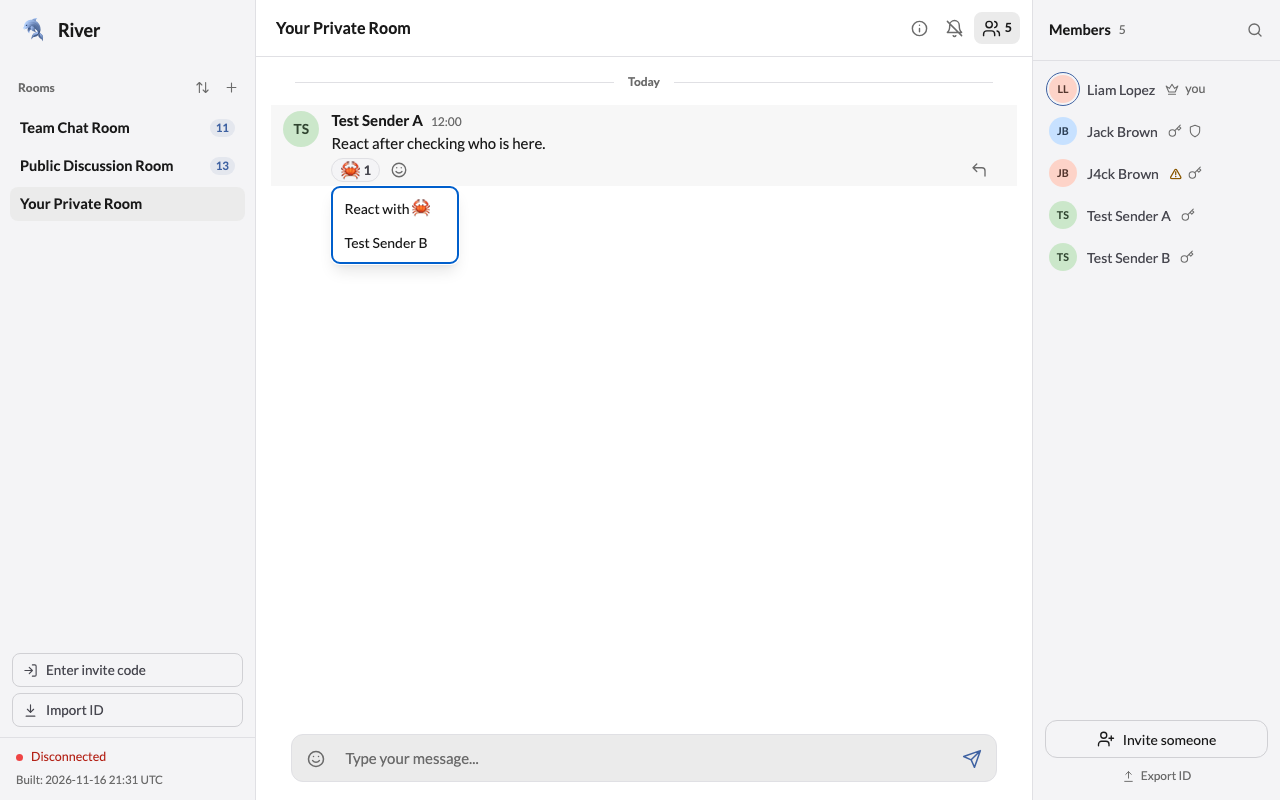 River
Rooms
Team Chat Room 11
Public Discussion Room 13
Your Private Room
Enter invite code
Import ID
Disconnected
Built: 2026-11-16 21:31 UTC
Your Private Room
5
Today
TS
Test Sender A 12:00
React after checking who is here.
🦀 1
React with 🦀
Test Sender B
Type your message...
Members 5
LL Liam Lopez you
JB Jack Brown
JB J4ck Brown
TS Test Sender A
TS Test Sender B
Invite someone
Export ID